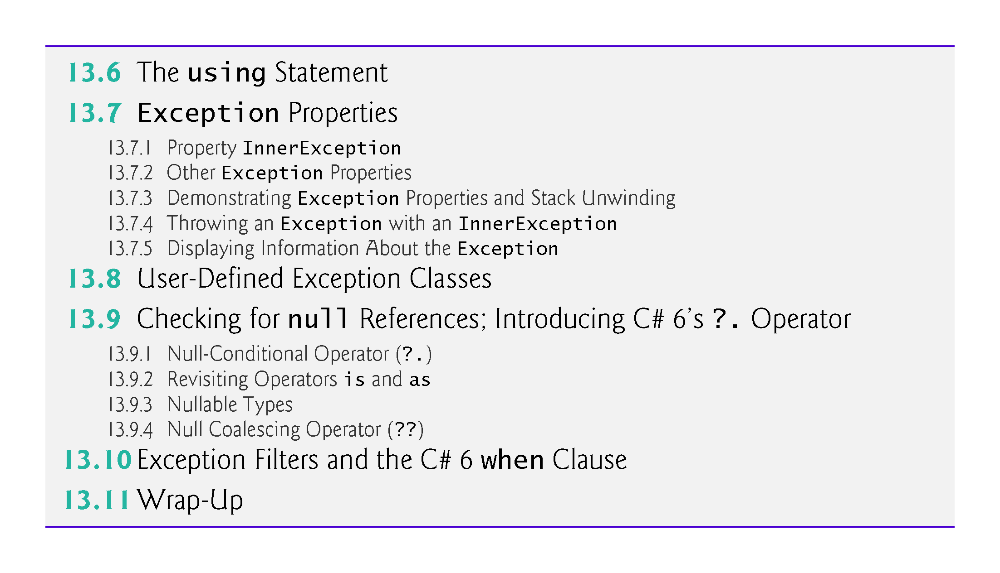 13.6 The using Statement
13.7 Exception Properties
13.7.1 Property InnerException
13.7.2 Other Exception Properties
13.7.3 Demonstrating Exception Properties and Stack Unwinding
13.7.4 Throwing an Exception with an InnerException
13.7.5 Displaying Information About the Exception
13.8 User-Defined Exception Classes
13.9 Checking for null References; Introducing C# 6’s ?. Operator
13.9.1 Null-Conditional Operator (?.)
13.9.2 Revisiting Operators is and as
13.9.3 Nullable Types
13.9.4 Null Coalescing Operator (??)
13.10 Exception Filters and the C# 6 when Clause
13.11 Wrap-Up